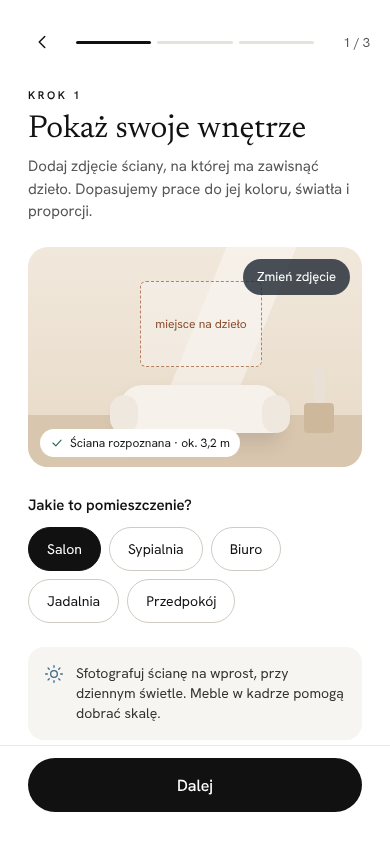 1 / 3
KROK 1
Pokaż swoje wnętrze
Dodaj zdjęcie ściany, na której ma zawisnąć
dzieło. Dopasujemy prace do jej koloru, światła i
proporcji.
Zmień zdjęcie
miejsce na dzieło
Ściana rozpoznana · ok. 3,2 m
Jakie to pomieszczenie?
Salon
Sypialnia
Biuro
Jadalnia
Przedpokój
Sfotografuj ścianę na wprost, przy
dziennym świetle. Meble w kadrze pomogą
dobrać skalę.
Dalej